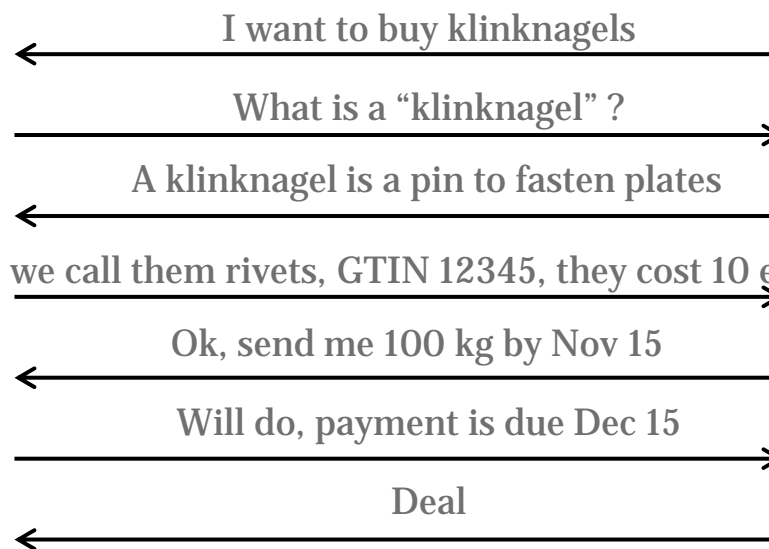 I want to buy klinknagels
What is a “klinknagel” ?
A klinknagel is a pin to fasten plates
we call them rivets, GTIN 12345, they cost 10
Ok, send me 100 kg by Nov 15
Will do, payment is due Dec 15
Deal